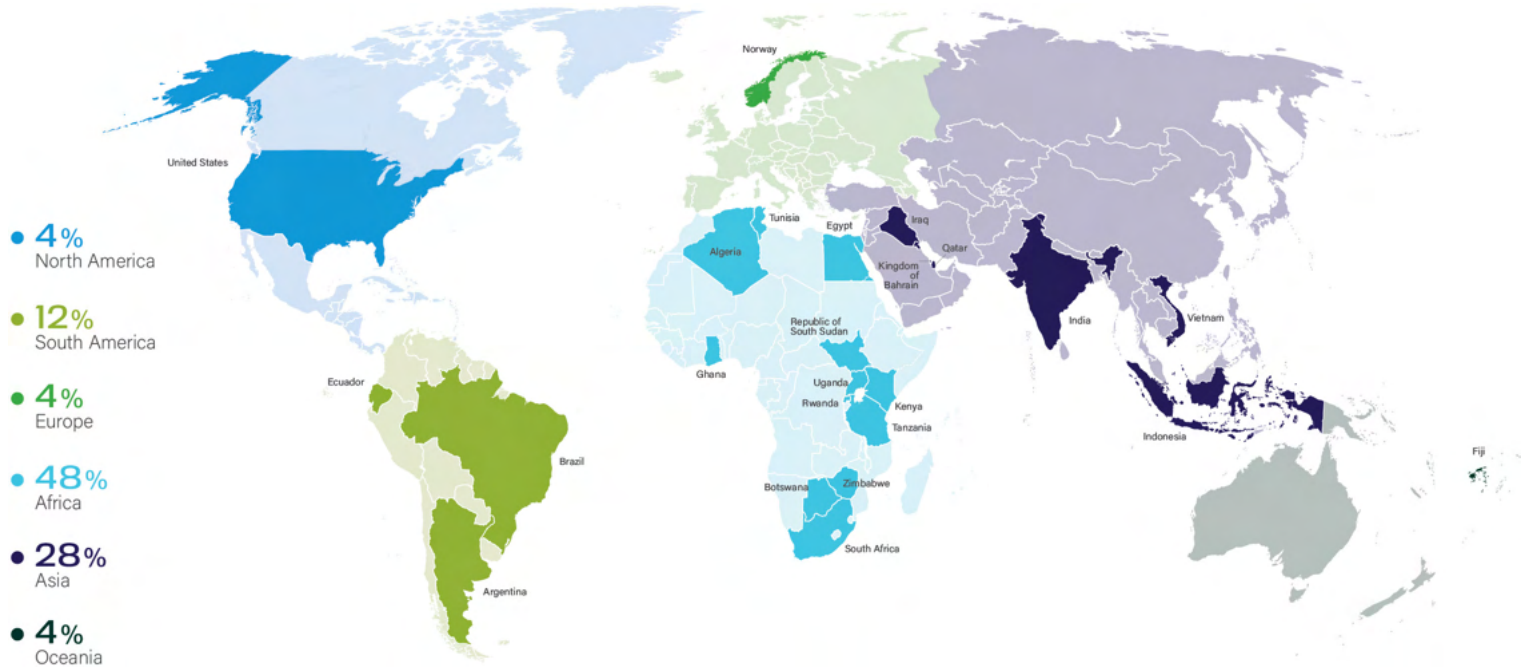 Norway
United States
4%
North America
12%
South America
4%
Europe
48%
Africa
28%
Asia
4%
Oceania
Ecuador
Brazil
Argentina
Tunisia
Algeria
Egypt
Republic of
South Sudan
Ghana
Uganda
Rwanda
Kenya
Tanzania
Botswana
Zimbabwe
South Africa
Iraq
Qatar
Kingdom
of
Bahrain
India
Vietnam
Indonesia
Fiji